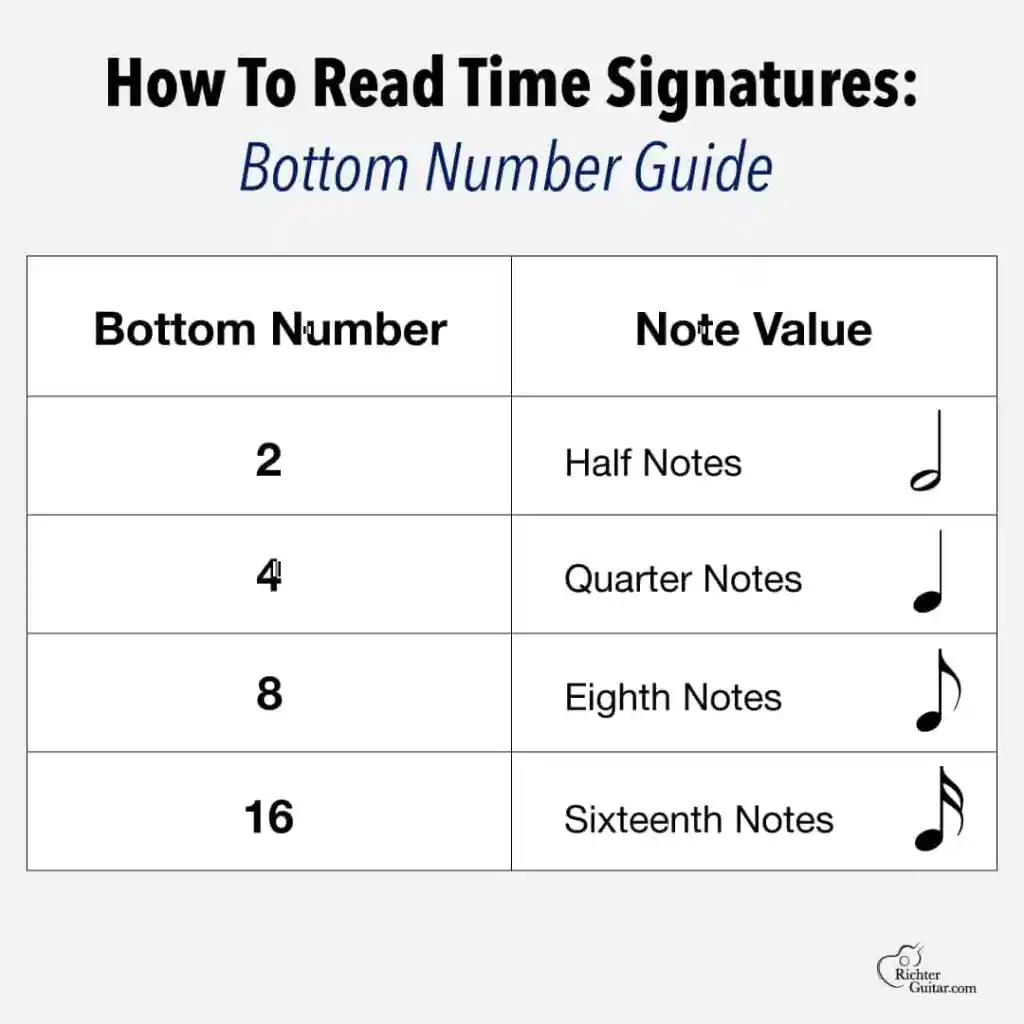 How To Read Time Signatures:
Bottom Number Guide
Bottom Number Note Value
2 Half Notes
4 Quarter Notes
8 Eighth Notes
16 Sixteenth Notes
Richter
Guitar.com